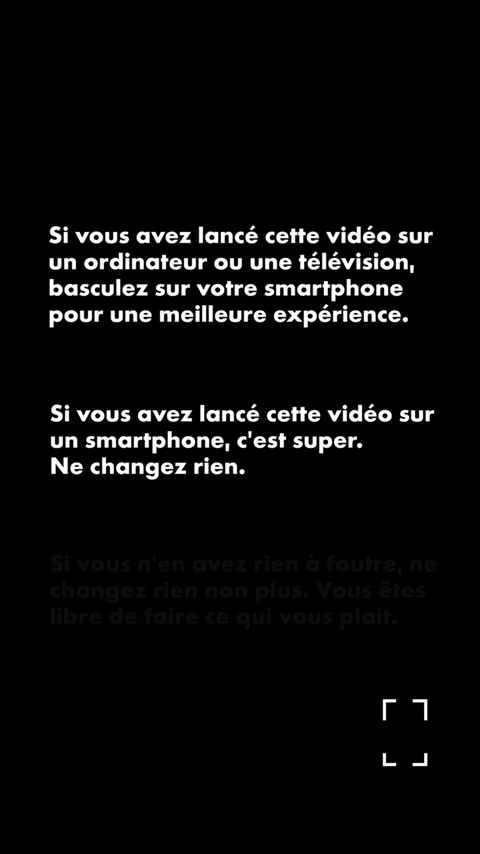 Si vous avez lancé cette vidéo sur
un ordinateur ou une télévision,
basculez sur votre smartphone
pour une meilleure expérience.
Si vous avez lancé cette vidéo sur
un smartphone, c'est super.
Ne changez rien.
Si vous n'en avez rien à foutre, ne
changez rien non plus. Vous êtes
libre de faire ce qui vous plait.